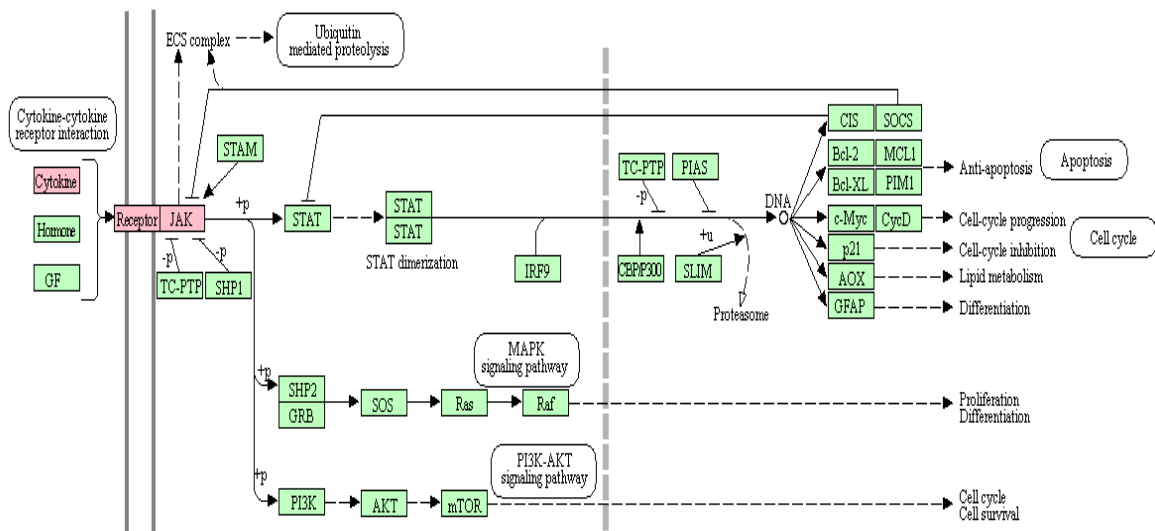 Ubiquitin
mediated proteolysis
ECS complex
Cytokine-cytokine
receptor interaction
Cytokine
Hormone
GF
Receptor
JAK
STAM
+p
-p
-p
TC-PTP
SHP1
STAT
STAT
STAT
STAT dimerization
IRF9
TC-PTP
PIAS
-p
+u
CBP/P300
SLIM
Proteasome
DNA
CIS
SOCS
Bcl-2
MCL1
Bcl-XL
PIM1
c-Myc
CycD
p21
AOX
GFAP
Anti-apoptosis
Apoptosis
Cell-cycle progression
Cell cycle
Cell-cycle inhibition
Lipid metabolism
Differentiation
MAPK
signaling pathway
+p
SHP2
GRB
SOS
Ras
Raf
Proliferation
Differentiation
PI3K-AKT
signaling pathway
+p
PI3K
AKT
mTOR
Cell cycle
Cell survival